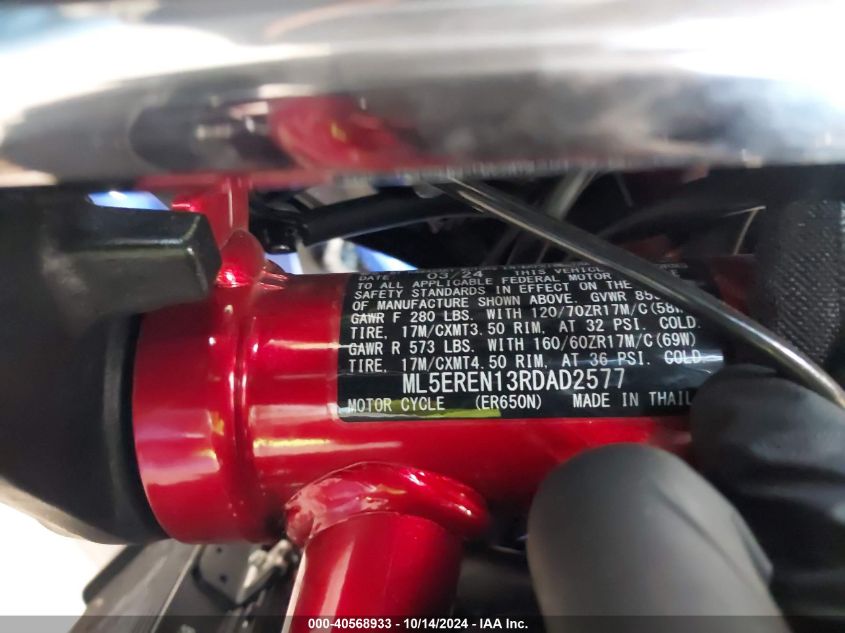 DATE 03/24 THIS VEHICLE
TO ALL APPLICABLE FEDERAL MOTOR
SAFETY STANDARDS IN EFFECT ON THE
OF MANUFACTURE SHOWN ABOVE. GVWR
GAWR F 280 LBS. WITH 120/70ZR17M/C(58W)
TIRE, 17M/CXMT3.50 RIM, AT 32 PSI. COLD.
GAWR R 573 LBS. WITH 160/60ZR17M/C(69W)
TIRE, 17M/CXMT4.50 RIM, AT 36 PSI. COLD.
ML5EREN13RDAD2577
MOTOR CYCLE (ER650N) MADE IN THAIL
000-40568933 - 10/14/2024 - IAA Inc.